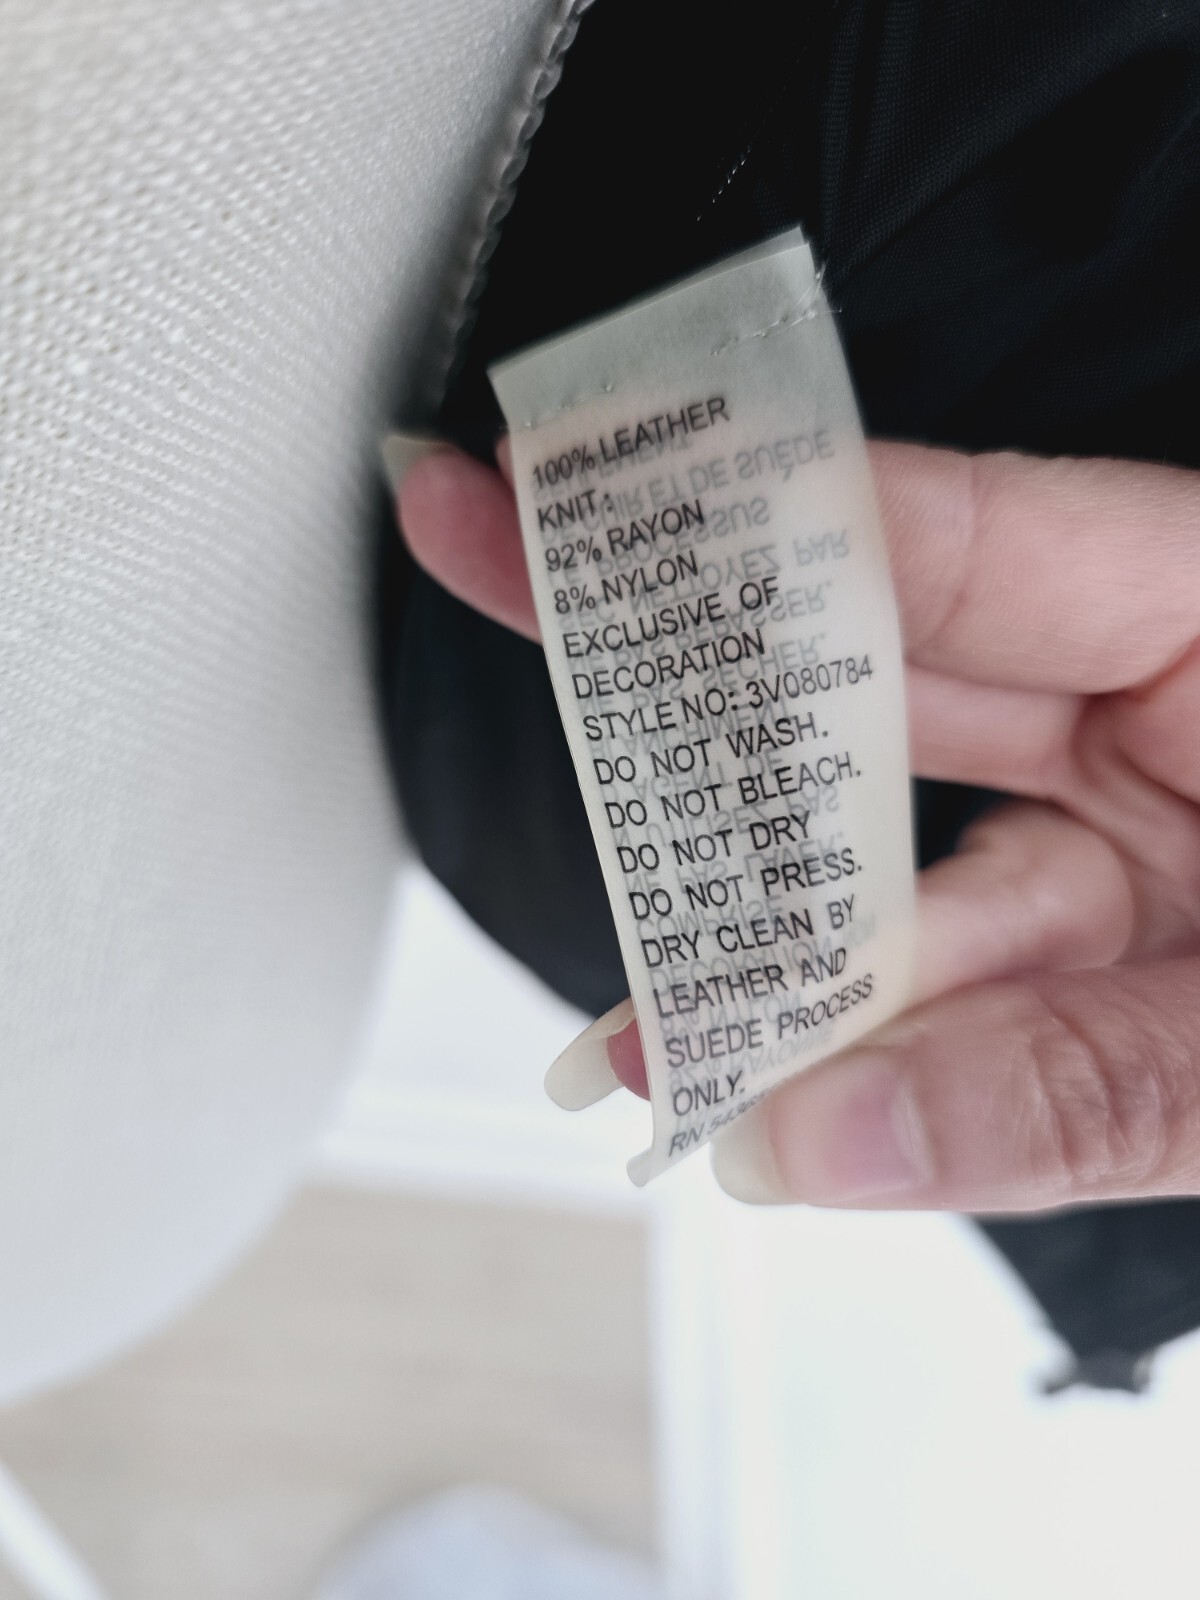 100% LEATHER
KNIT:
92% RAYON
8% NYLON
EXCLUSIVE OF
DECORATION
STYLE NO: 3V080784
DO NOT WASH.
DO NOT BLEACH.
DO NOT DRY
DO NOT PRESS.
DRY CLEAN BY
LEATHER AND
SUEDE PROCESS
ONLY.
RN